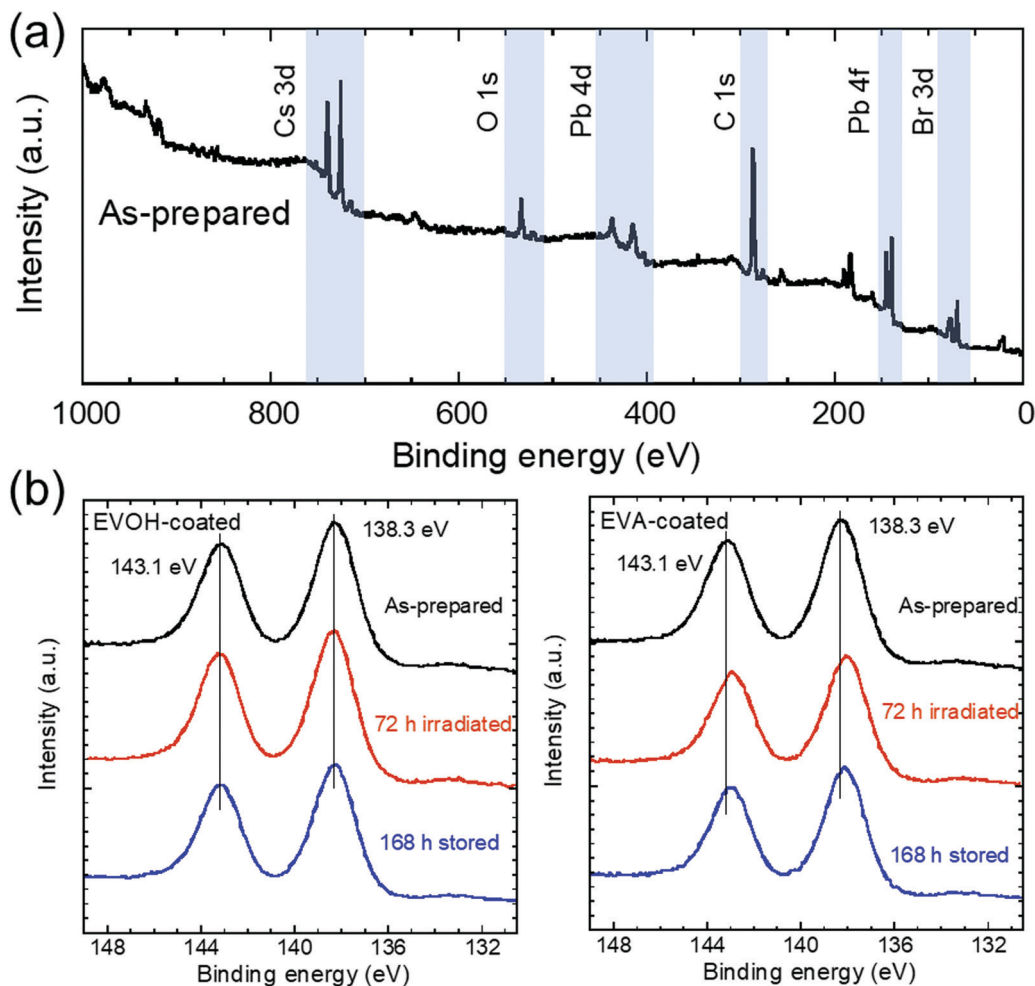 (a)
Cs 3d
O 1s
Pb 4d
C 1s
Pb 4f
Br 3d
As-prepared
Intensity (a.u.)
1000
800
600
400
200
0
Binding energy (eV)
(b)
EVOH-coated
143.1 eV
138.3 eV
As-prepared
72 h irradiated
168 h stored
Intensity (a.u.)
148
144
140
136
132
Binding energy (eV)
EVA-coated
143.1 eV
138.3 eV
As-prepared
72 h irradiated
168 h stored
Intensity (a.u.)
148
144
140
136
132
Binding energy (eV)